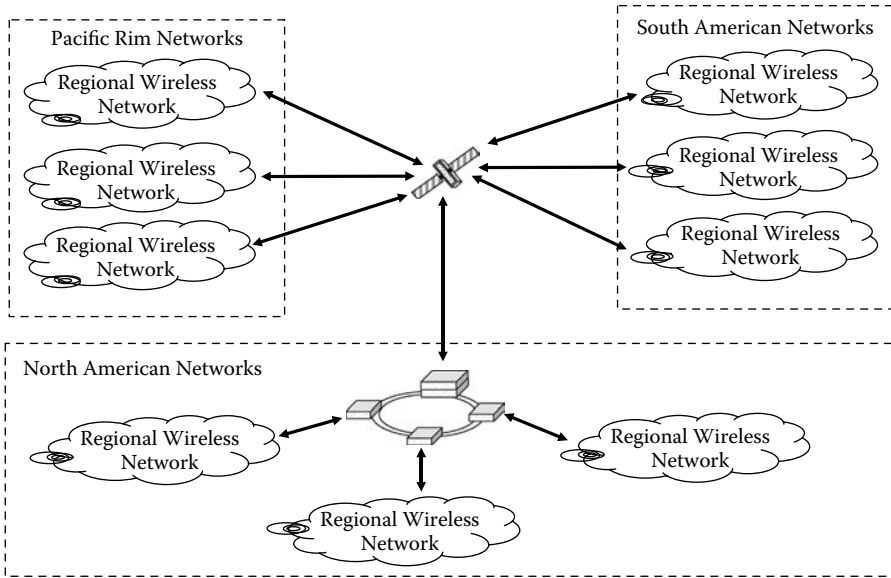 Pacific Rim Networks
Regional Wireless
Network
Regional Wireless
Network
Regional Wireless
Network
South American Networks
Regional Wireless
Network
Regional Wireless
Network
Regional Wireless
Network
North American Networks
Regional Wireless
Network
Regional Wireless
Network
Regional Wireless
Network